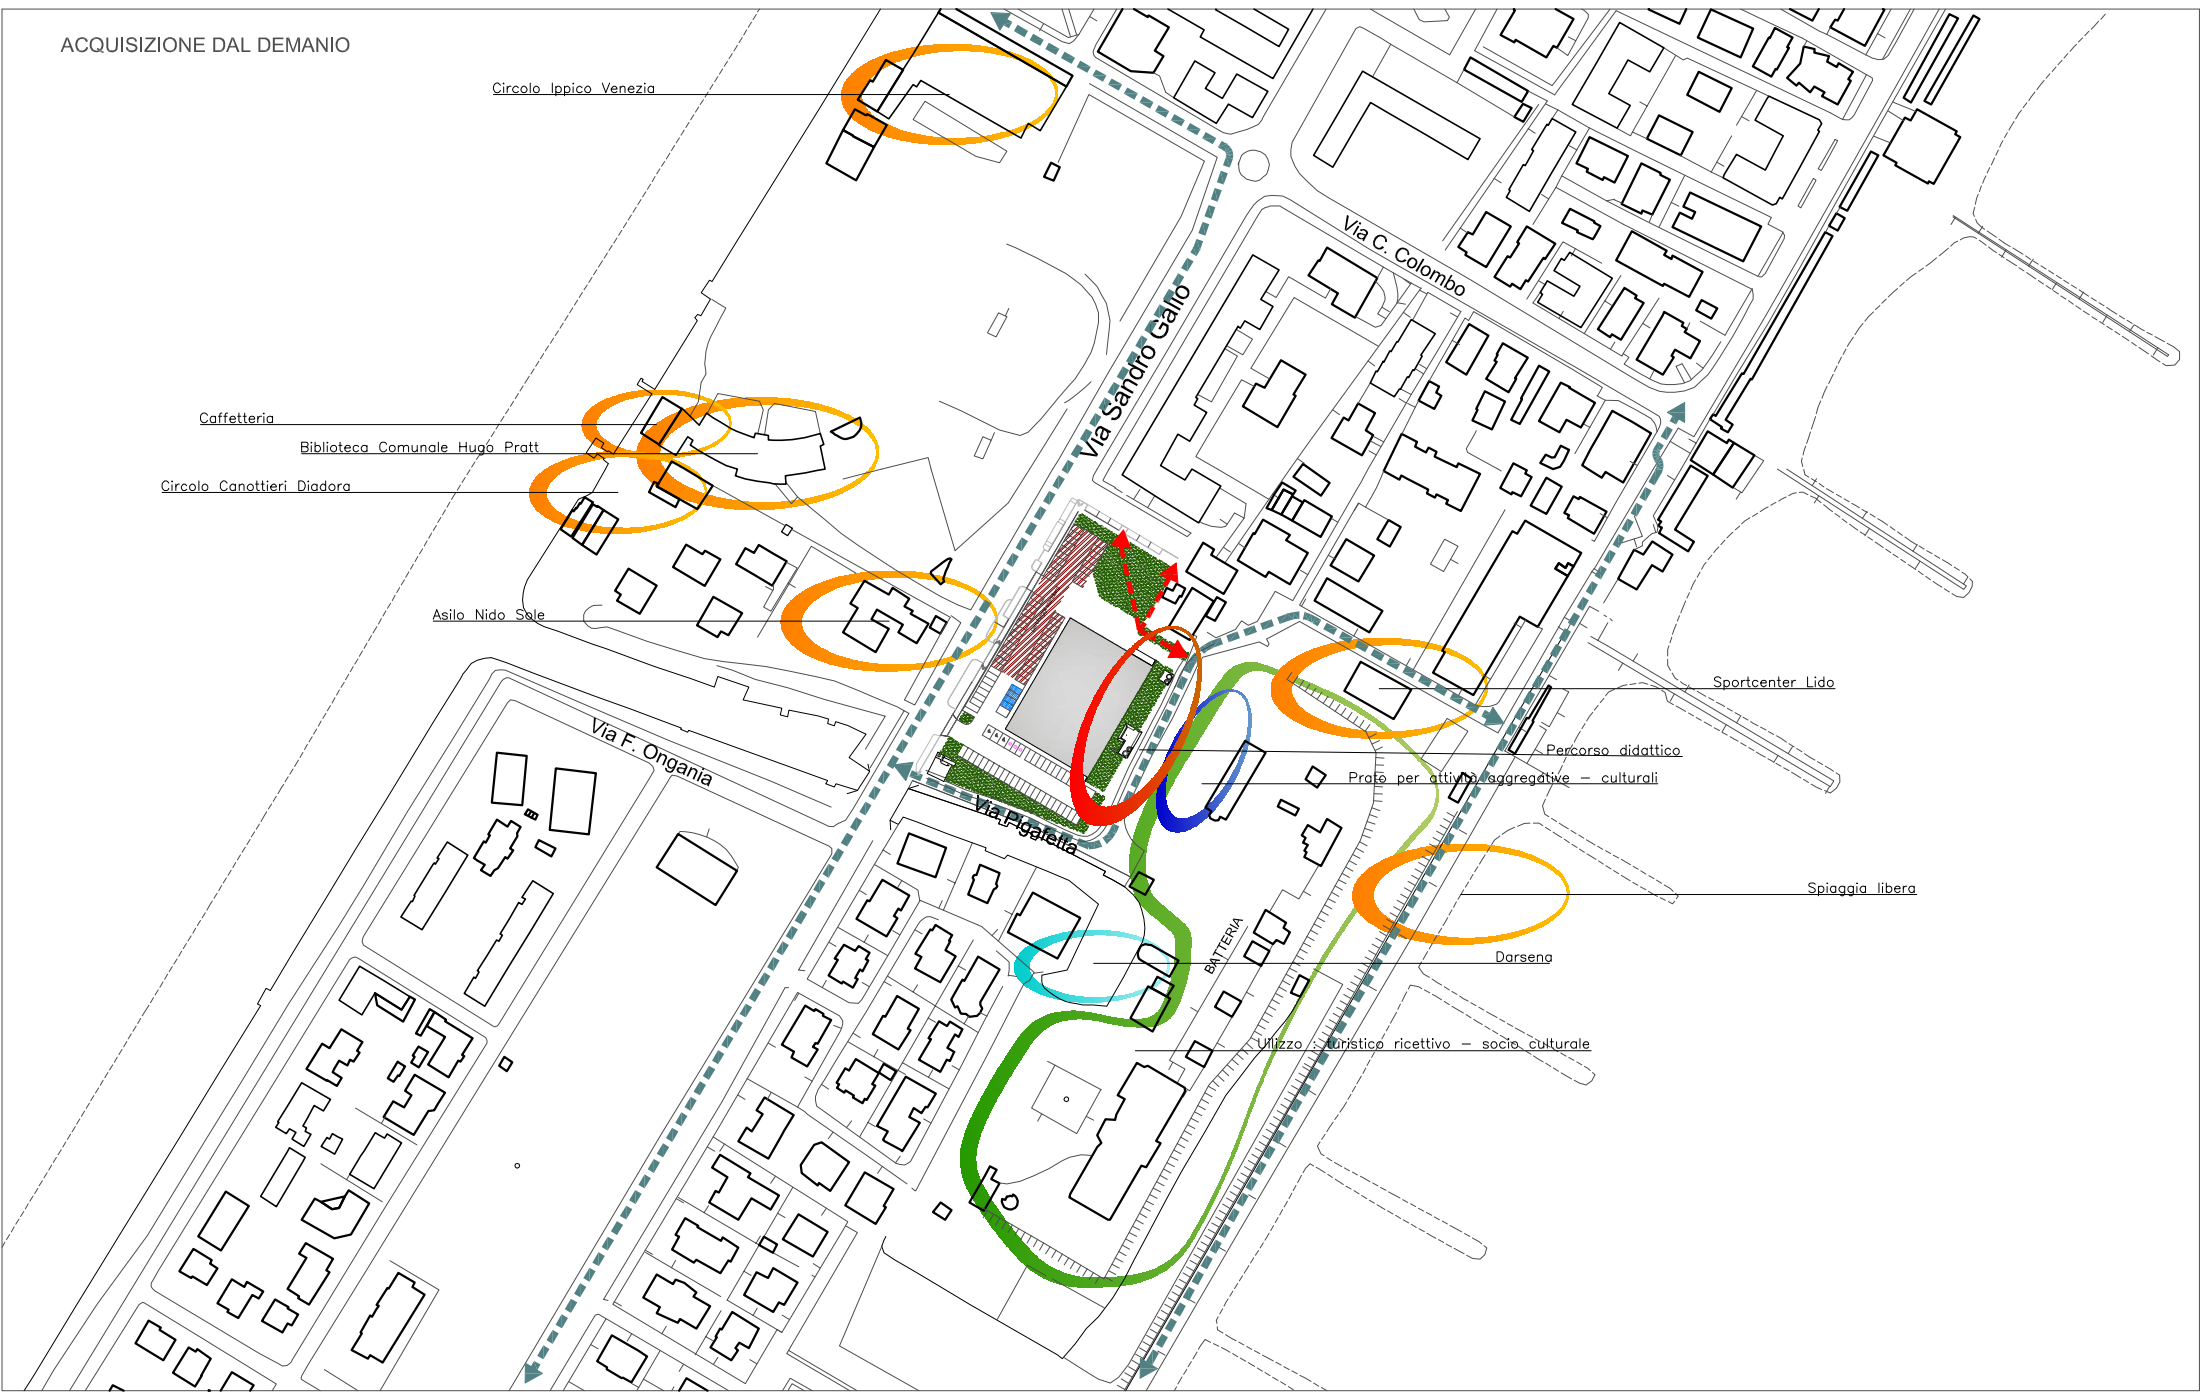 ACQUISIZIONE DAL DEMANIO
Circolo Ippico Venezia
Via C. Colombo
Via Sandro Gallo
Caffetteria
Biblioteca Comunale Hugo Pratt
Circolo Canottieri Diadora
Asilo Nido Sole
Sportcenter Lido
Via F. Ongania
Percorso didattico
Prato per attività aggregative – culturali
Via Pigafetta
Spiaggia libera
BATTERIA
Darsena
Uilizzo : turistico ricettivo – socio culturale